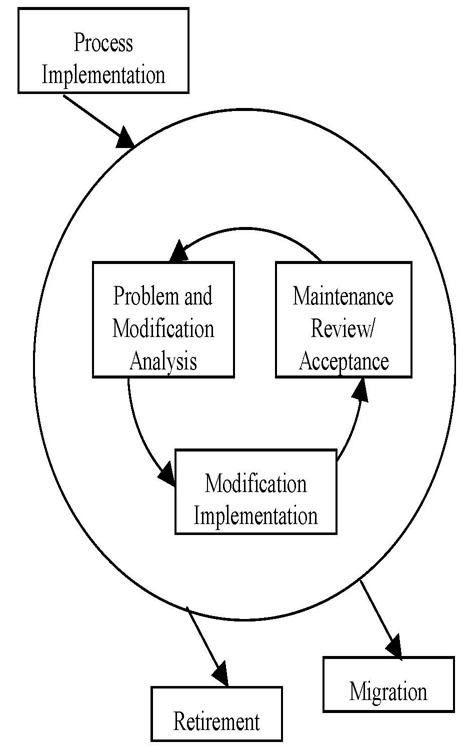 Process
Implementation
Problem and
Modification
Analysis
Maintenance
Review/
Acceptance
Modification
Implementation
Migration
Retirement